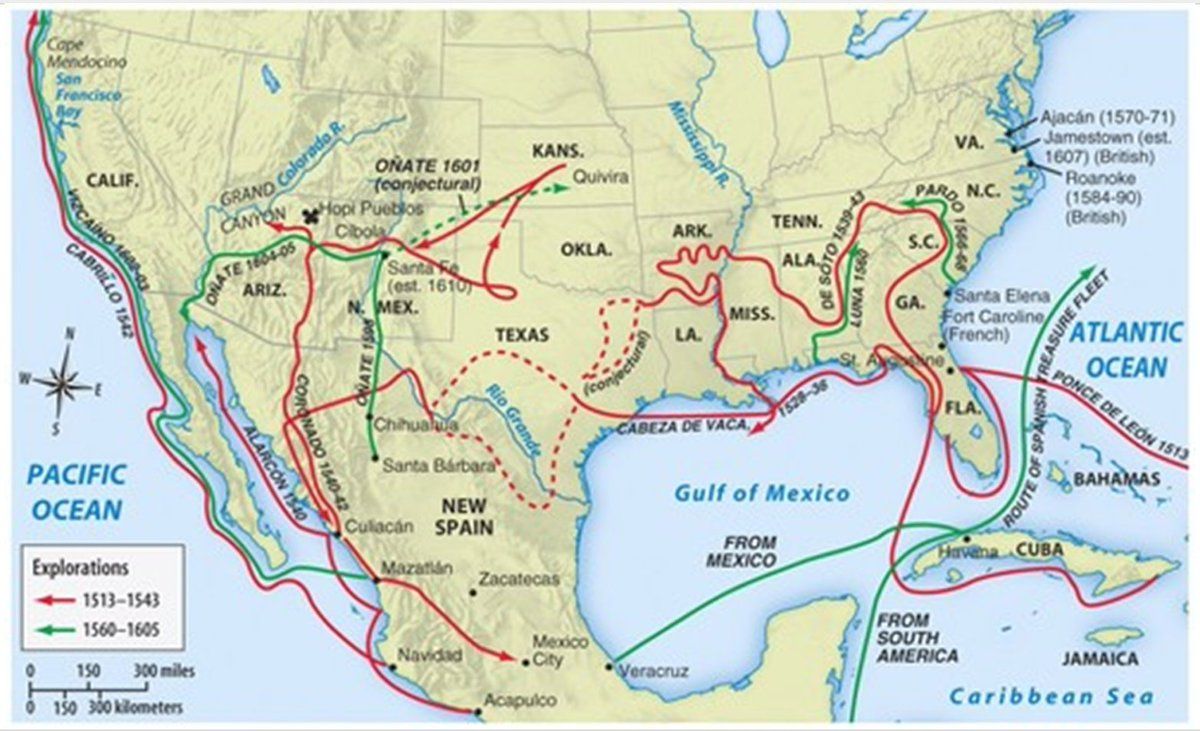 Cape
Mendocino
San
Francisco
Bay
CALIF.
VIZCAÍNO 1602-03
CABRILLO 1542
GRAND
CANYON
Colorado R.
Hopi Pueblos
Cíbola
OÑATE 1601
(conjectural)
KANS.
Quivira
Mississippi R.
OÑATE 1604-05
ARIZ.
Santa Fe
(est. 1610)
N. MEX.
OKLA.
ARK.
TENN.
ALA.
MISS.
LA.
TEXAS
(conjectural)
DE SOTO 1539-43
LUNA 1560
PARDO 1566-68
VA.
N.C.
S.C.
GA.
Ajacán (1570-71)
Jamestown (est.
1607) (British)
Roanoke
(1584-90)
(British)
Santa Elena
Fort Caroline
(French)
St. Augustine
FLA.
ATLANTIC
OCEAN
PONCE DE LEÓN 1513
ROUTE OF SPANISH TREASURE FLEET
BAHAMAS
N
W
E
S
OÑATE 1598
CORONADO 1540-42
ALARCÓN 1540
Chihuahua
Santa Bárbara
Rio Grande
CABEZA DE VACA,
1528-36
PACIFIC
OCEAN
NEW
SPAIN
Gulf of Mexico
Culiacán
Mazatlán
Zacatecas
FROM
MEXICO
Havana
CUBA
Explorations
1513–1543
1560–1605
0 150 300 miles
0 150 300 kilometers
Navidad
Mexico
City
Acapulco
Veracruz
FROM
SOUTH
AMERICA
JAMAICA
Caribbean Sea